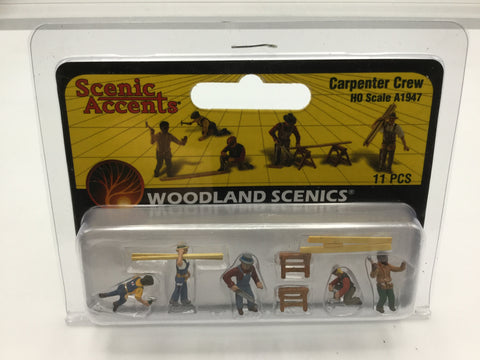 Scenic
Accents®
Carpenter Crew
HO Scale A1947
11 PCS
WOODLAND SCENICS®